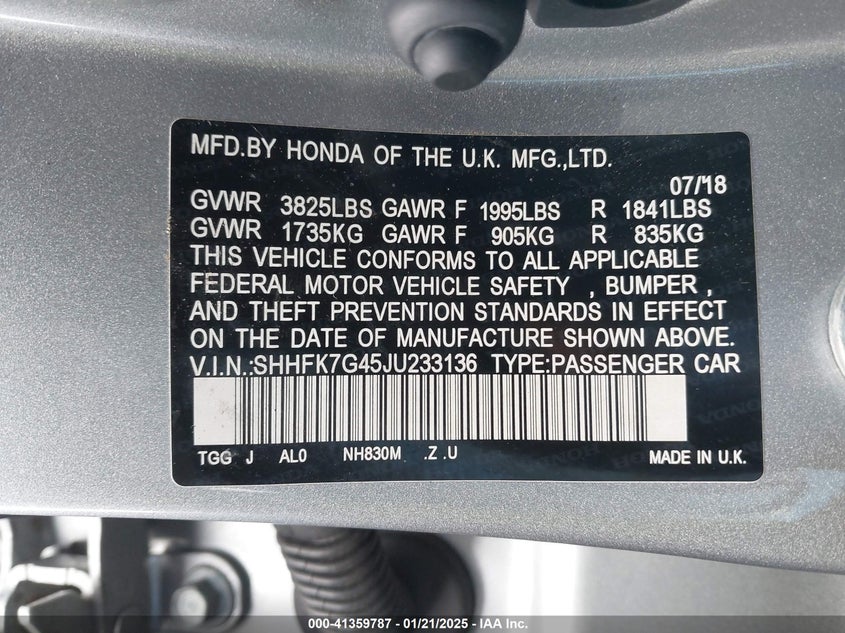 MFD.BY HONDA OF THE U.K. MFG.,LTD.
07/'18
GVWR 3825LBS GAWR F 1995LBS R 1841LBS
GVWR 1735KG GAWR F 905KG R 835KG
THIS VEHICLE CONFORMS TO ALL APPLICABLE
FEDERAL MOTOR VEHICLE SAFETY , BUMPER ,
AND THEFT PREVENTION STANDARDS IN EFFECT
ON THE DATE OF MANUFACTURE SHOWN ABOVE.
V.I.N.:SHHFK7G45JU233136 TYPE:PASSENGER CAR
TGG J AL0 NH830M .Z .U MADE IN U.K.
000-41359787 - 01/21/2025 - IAA Inc.